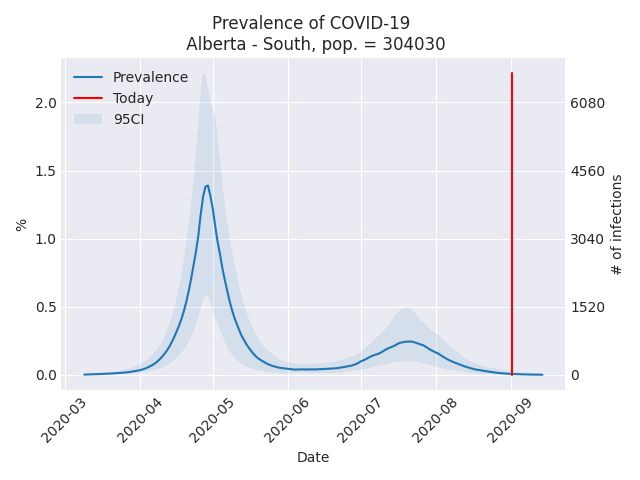 Prevalence of COVID-19
Alberta - South, pop. = 304030
Prevalence
Today
95CI
2.0
1.5
1.0
0.5
0.0
%
6080
4560
3040
1520
0
# of infections
2020-03
2020-04
2020-05
2020-06
2020-07
2020-08
2020-09
Date